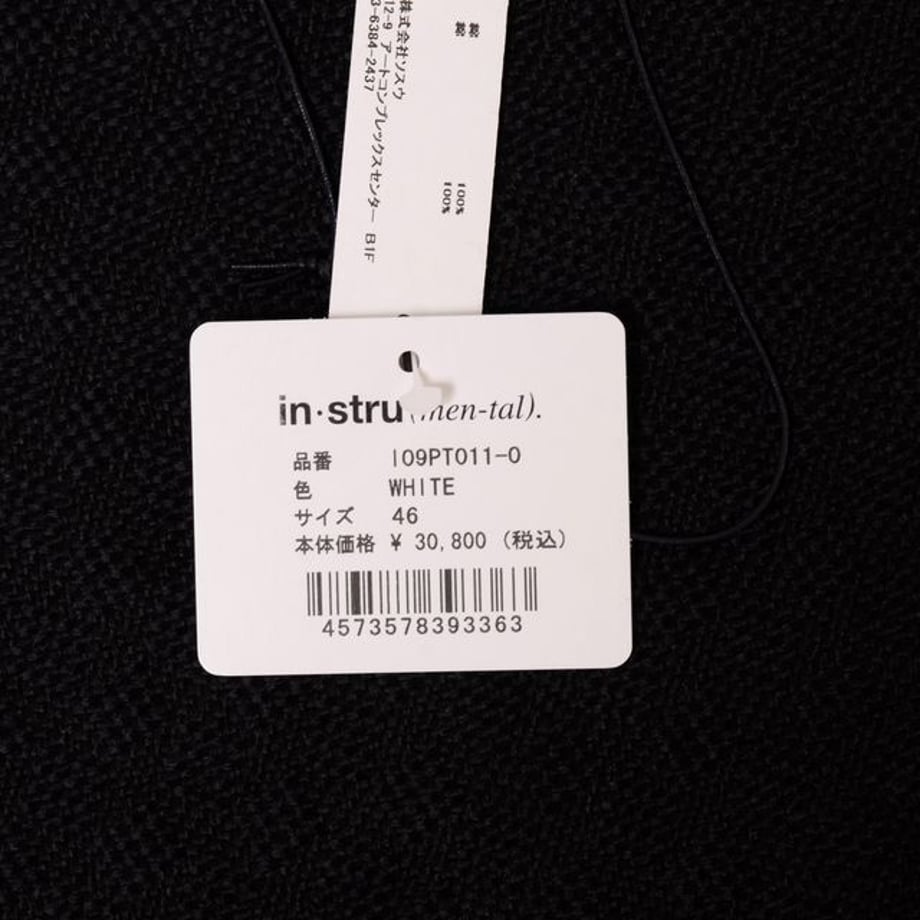 株式会社ソスウ
12-9 アートコンプレックスセンター B1F
3-6384-2437
100%
100%
in·stru(men-tal).
品番 I09PT011-0
色 WHITE
サイズ 46
本体価格 ¥ 30,800 (税込)
4573578393363